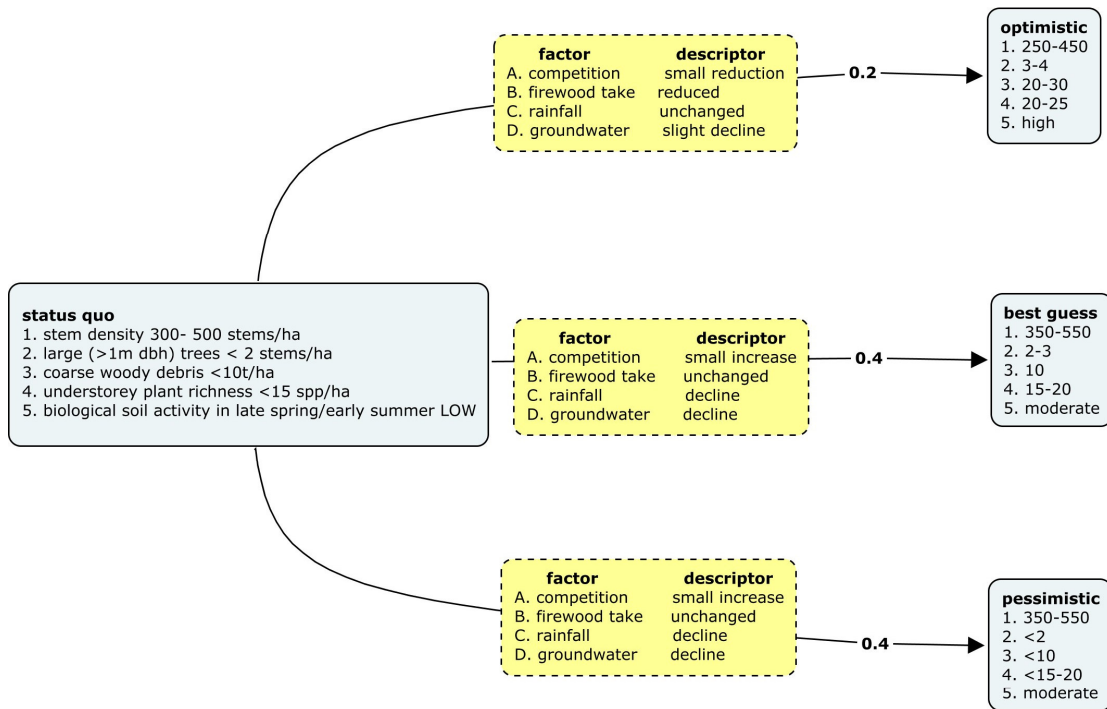 factor descriptor
A. competition small reduction
B. firewood take reduced
C. rainfall unchanged
D. groundwater slight decline
0.2
optimistic
1. 250-450
2. 3-4
3. 20-30
4. 20-25
5. high
status quo
1. stem density 300- 500 stems/ha
2. large (>1m dbh) trees < 2 stems/ha
3. coarse woody debris <10t/ha
4. understorey plant richness <15 spp/ha
5. biological soil activity in late spring/early summer LOW
factor descriptor
A. competition small increase
B. firewood take unchanged
C. rainfall decline
D. groundwater decline
0.4
best guess
1. 350-550
2. 2-3
3. 10
4. 15-20
5. moderate
factor descriptor
A. competition small increase
B. firewood take unchanged
C. rainfall decline
D. groundwater decline
0.4
pessimistic
1. 350-550
2. <2
3. <10
4. <15-20
5. moderate